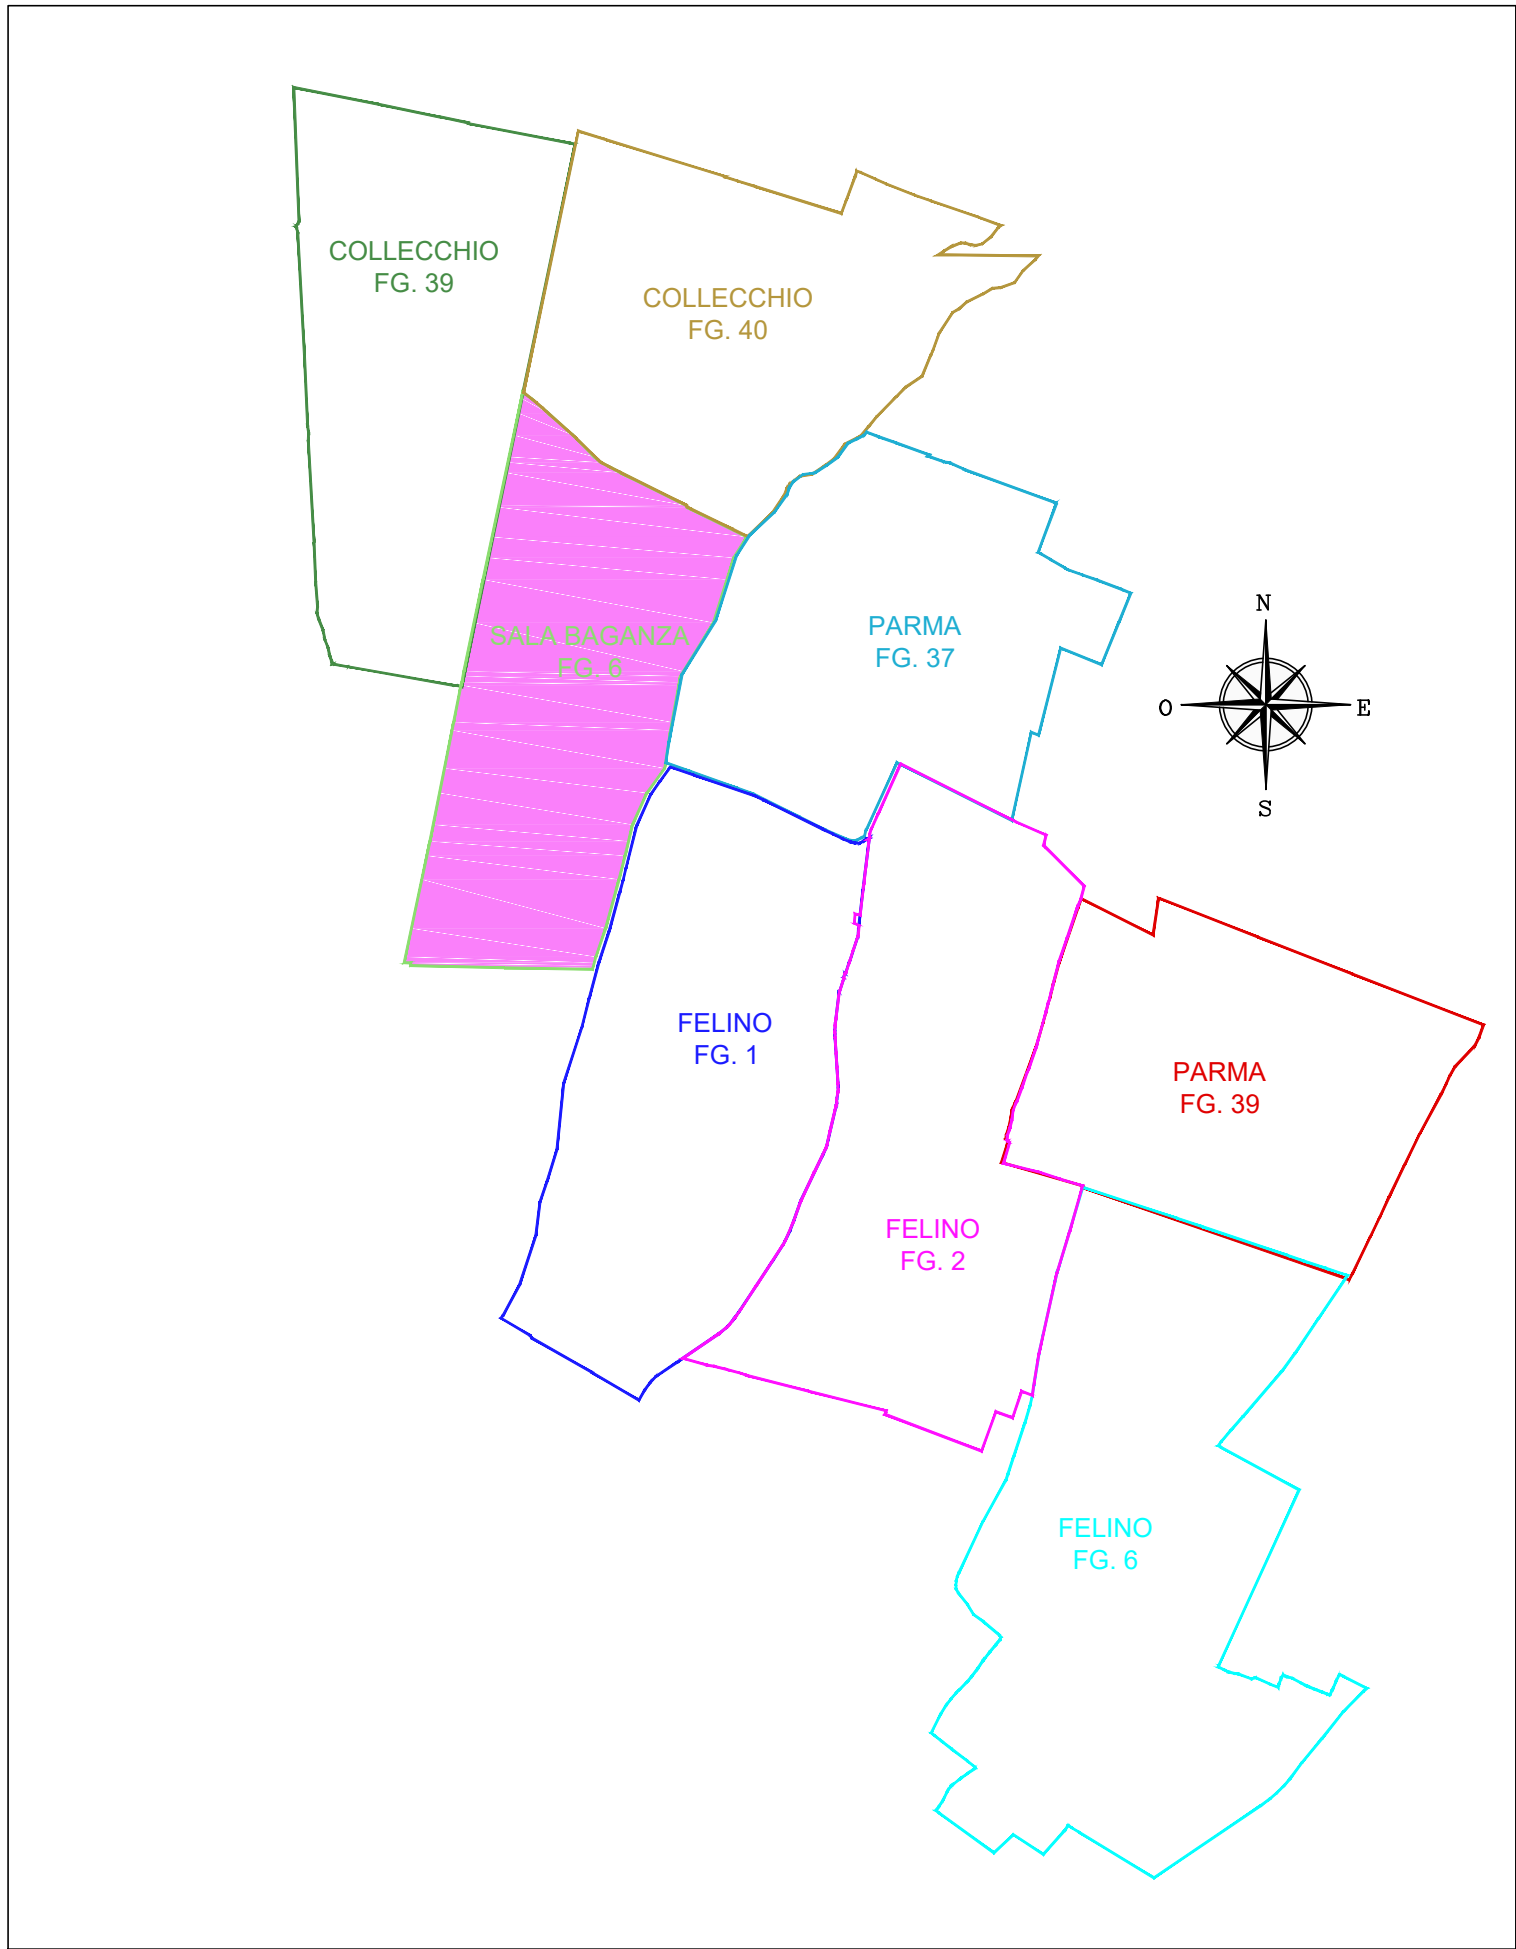 COLLECCHIO
FG. 39
COLLECCHIO
FG. 40
N
SALA BAGANZA
FG. 6
PARMA
FG. 37
O
E
S
FELINO
FG. 1
PARMA
FG. 39
FELINO
FG. 2
FELINO
FG. 6